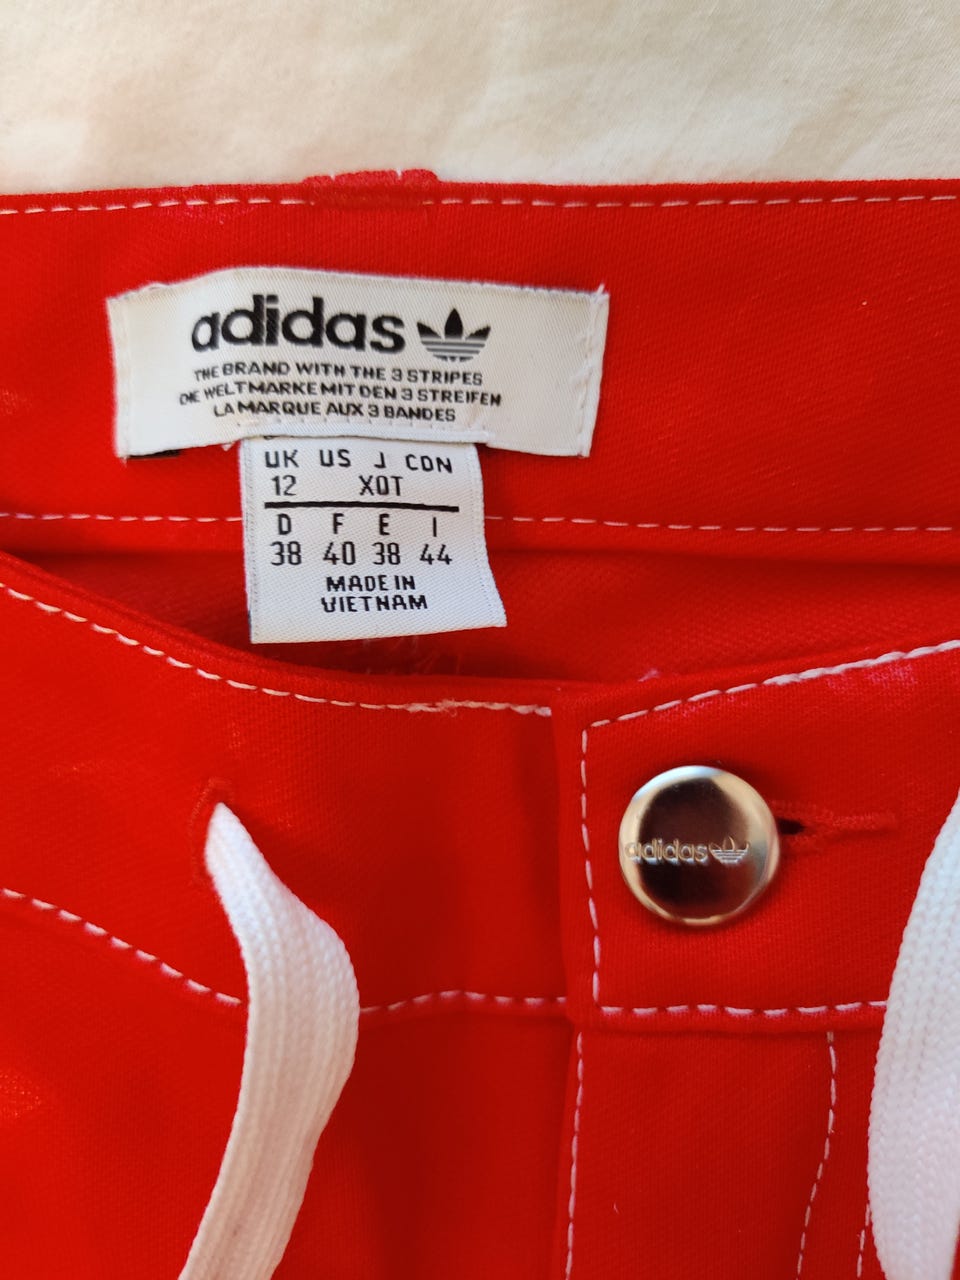 adidas
THE BRAND WITH THE 3 STRIPES
DIE WELTMARKE MIT DEN 3 STREIFEN
LA MARQUE AUX 3 BANDES
UK US J CDN
12 XOT
D F E I
38 40 38 44
MADE IN
VIETNAM
adidas